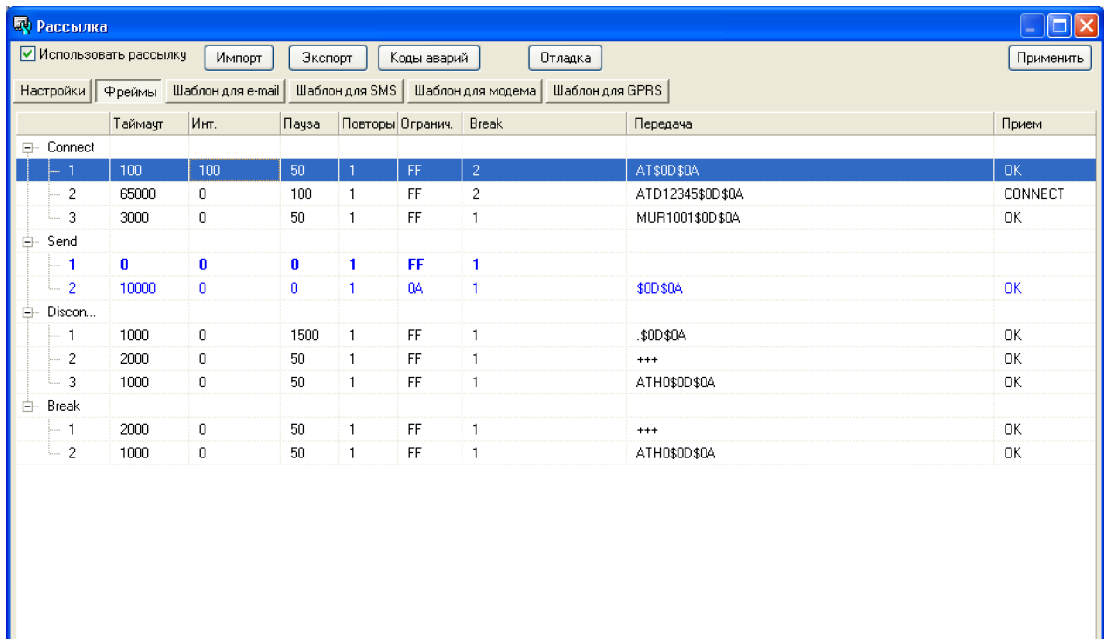 Рассылка
Использовать рассылку Импорт Экспорт Коды аварий Отладка Применить
Настройки Фреймы Шаблон для e-mail Шаблон для SMS Шаблон для модема Шаблон для GPRS
Таймаут Инт. Пауза Повторы Огранич. Break Передача Прием
Connect
1 100 100 50 1 FF 2 AT$0D$0A OK
2 65000 0 100 1 FF 2 ATD12345$0D$0A CONNECT
3 3000 0 50 1 FF 1 MUR1001$0D$0A OK
Send
1 0 0 0 1 FF 1
2 10000 0 0 1 0A 1 $0D$0A OK
Discon...
1 1000 0 1500 1 FF 1 .$0D$0A OK
2 2000 0 50 1 FF 1 +++ OK
3 1000 0 50 1 FF 1 ATH0$0D$0A OK
Break
1 2000 0 50 1 FF 1 +++ OK
2 1000 0 50 1 FF 1 ATH0$0D$0A OK